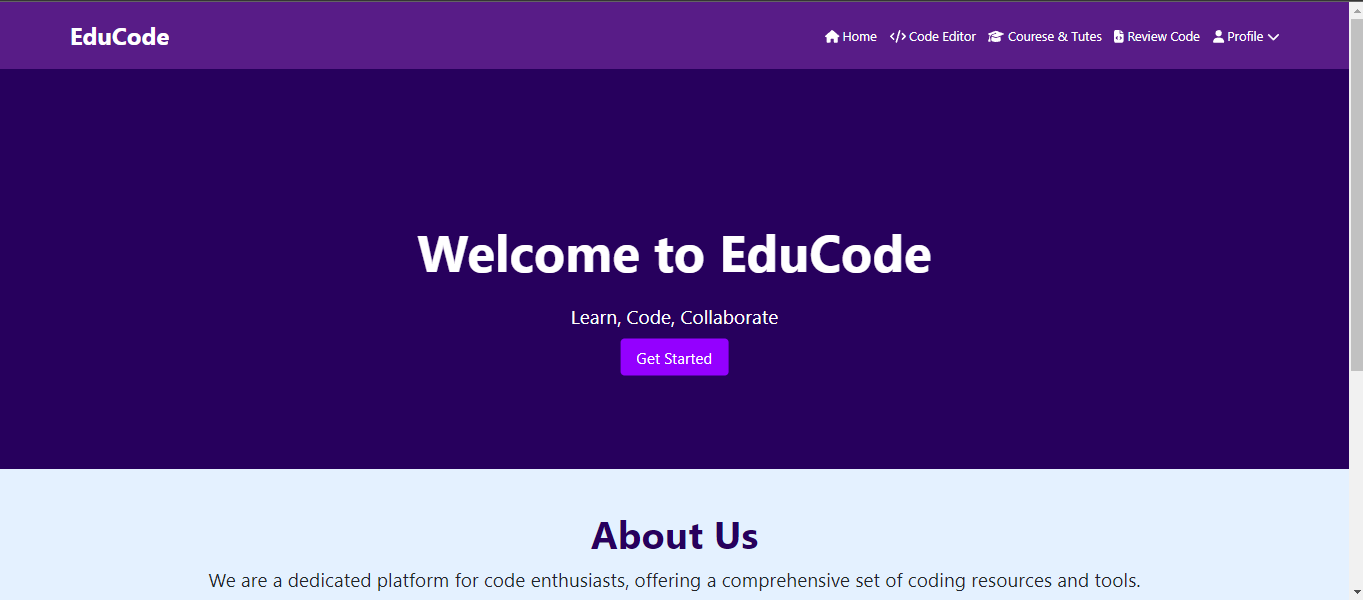 EduCode
Home Code Editor Courese & Tutes Review Code Profile
Welcome to EduCode
Learn, Code, Collaborate
Get Started
About Us
We are a dedicated platform for code enthusiasts, offering a comprehensive set of coding resources and tools.